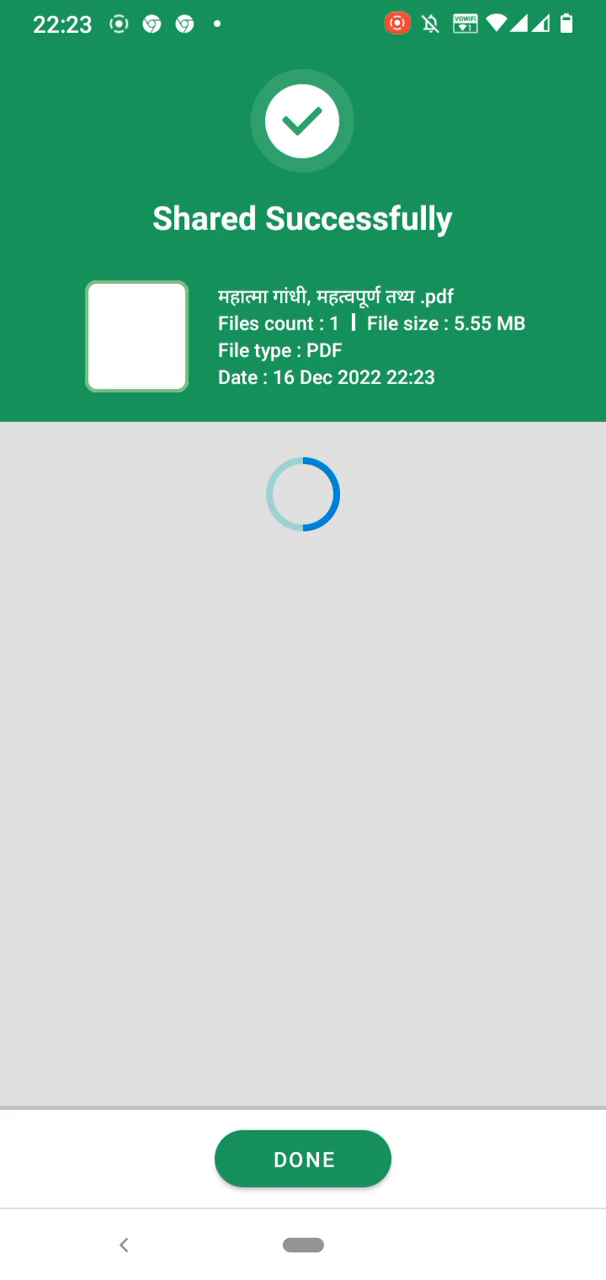 22:23
VOWIFI
1
Shared Successfully
महात्मा गांधी, महत्वपूर्ण तथ्य .pdf
Files count : 1 | File size : 5.55 MB
File type : PDF
Date : 16 Dec 2022 22:23
DONE